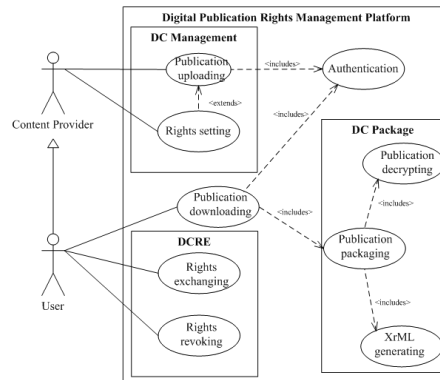 Digital Publication Rights Management Platform
DC Management
Publication
uploading
<includes>
Authentication
<extends>
<includes>
Content Provider
Rights setting
DC Package
Publication
decrypting
Publication
downloading
<includes>
Publication
packaging
DCRE
Rights
exchanging
User
<includes>
Rights
revoking
XrML
generating